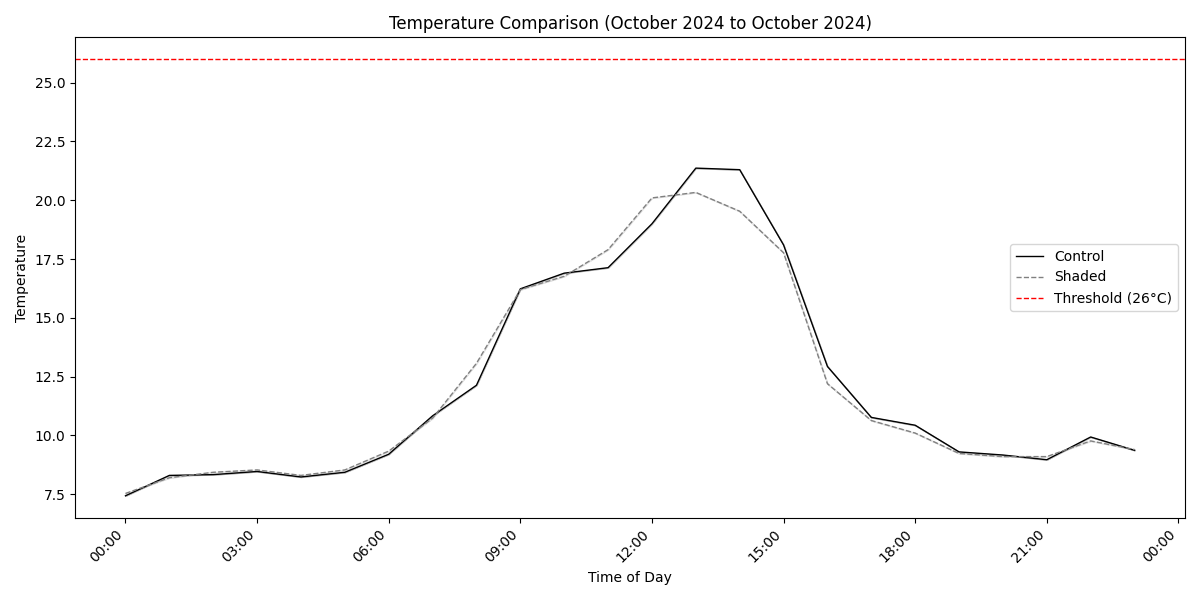 Temperature Comparison (October 2024 to October 2024)
Temperature
25.0
22.5
20.0
17.5
15.0
12.5
10.0
7.5
Control
Shaded
Threshold (26°C)
00:00
03:00
06:00
09:00
12:00
15:00
18:00
21:00
00:00
Time of Day